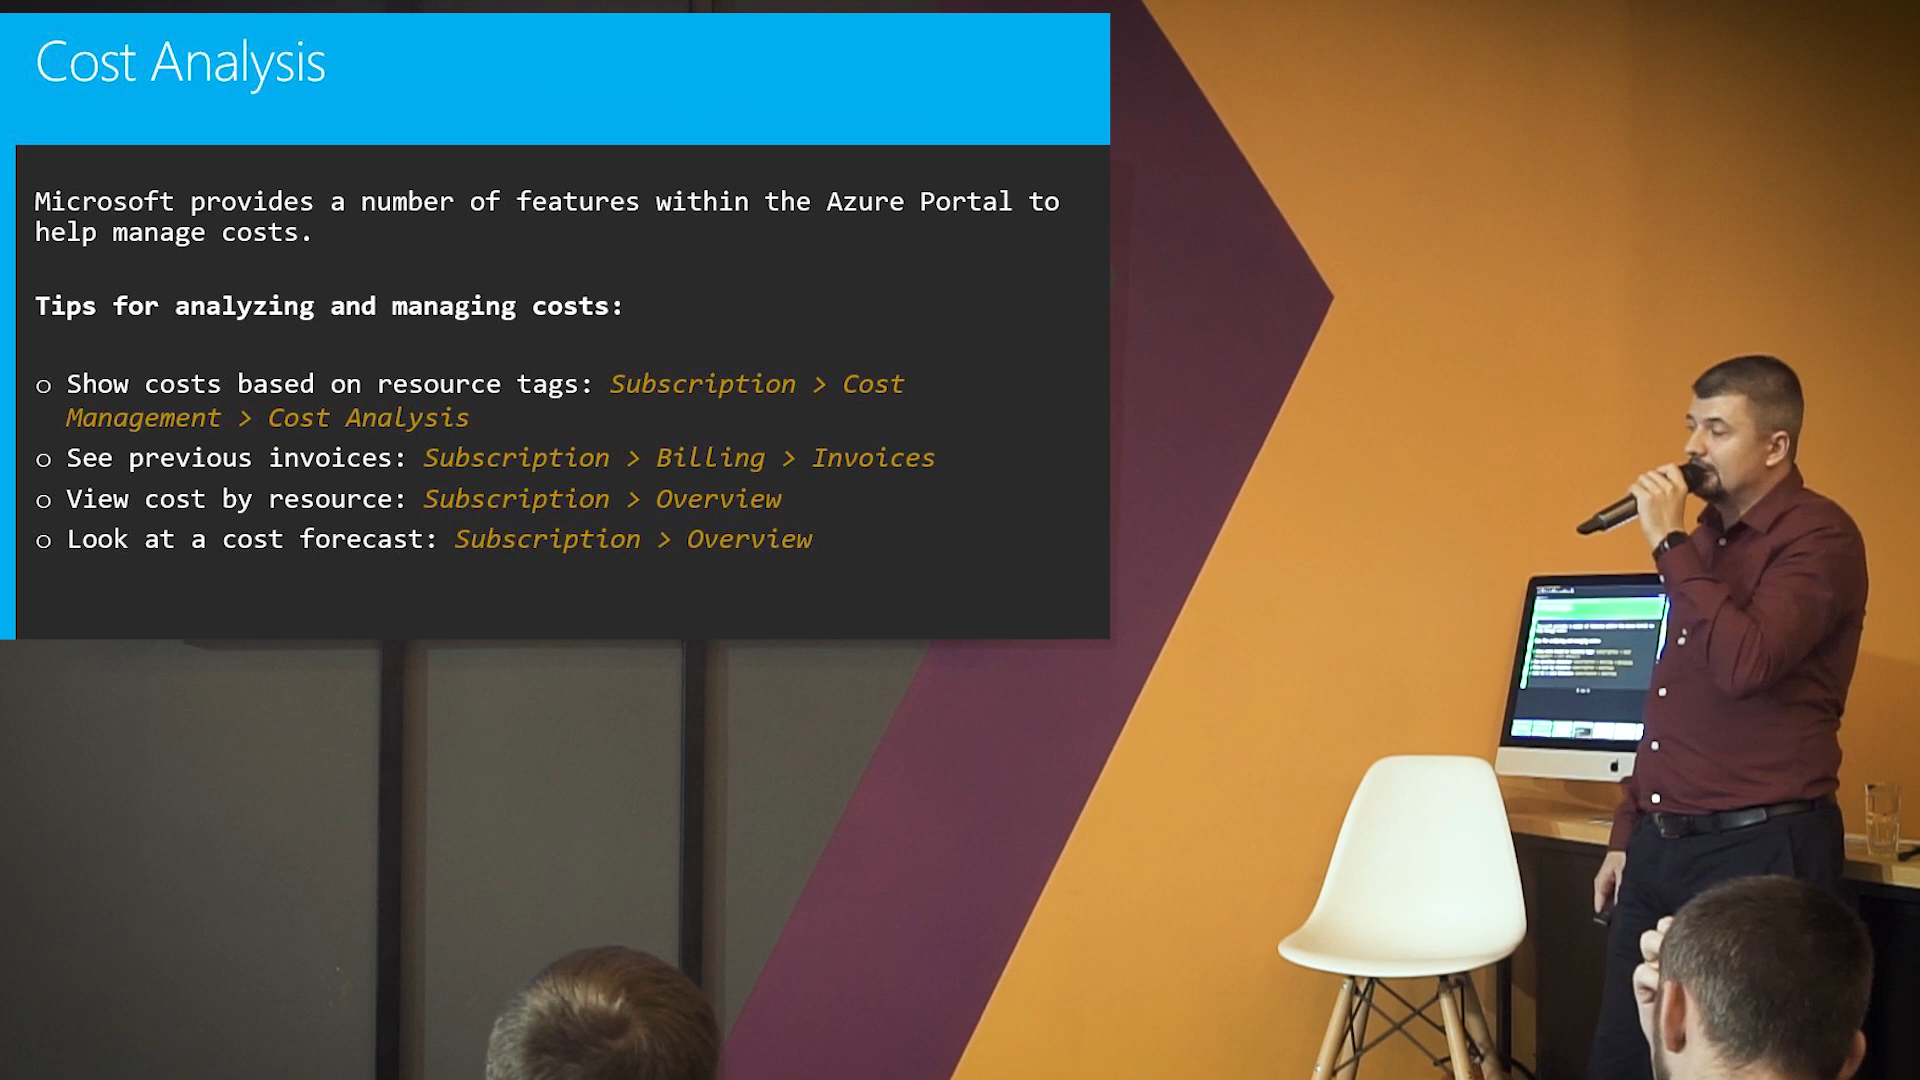 Cost Analysis
Microsoft provides a number of features within the Azure Portal to
help manage costs.
Tips for analyzing and managing costs:
o Show costs based on resource tags: Subscription > Cost
Management > Cost Analysis
o See previous invoices: Subscription > Billing > Invoices
o View cost by resource: Subscription > Overview
o Look at a cost forecast: Subscription > Overview